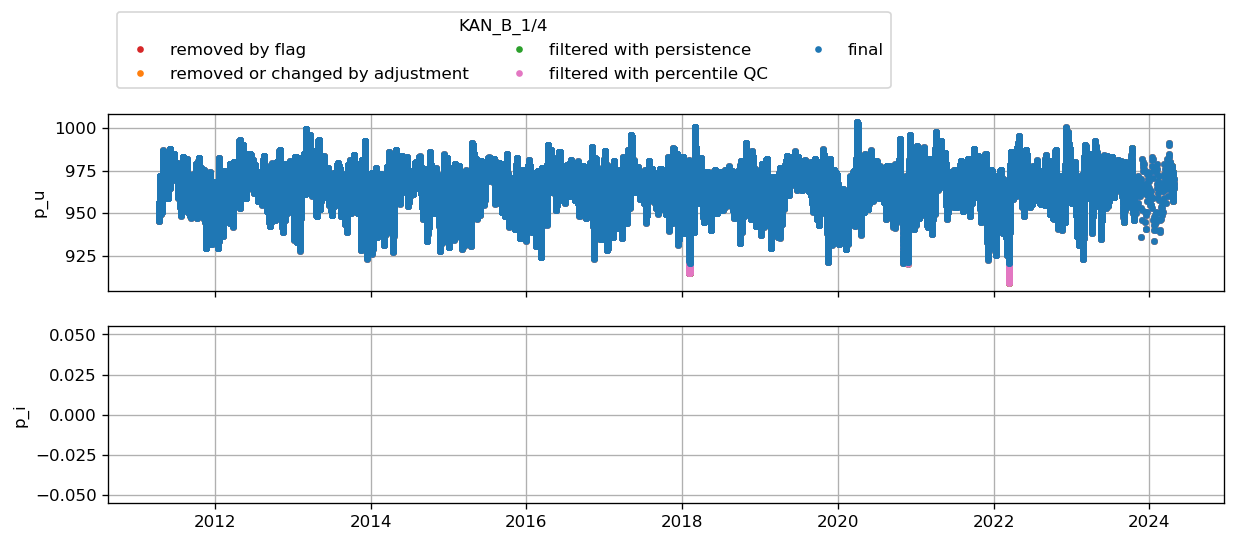 KAN_B_1/4
removed by flag
removed or changed by adjustment
filtered with persistence
filtered with percentile QC
final
1000
975
950
925
p_u
0.050
0.025
0.000
−0.025
−0.050
p_i
2012 2014 2016 2018 2020 2022 2024